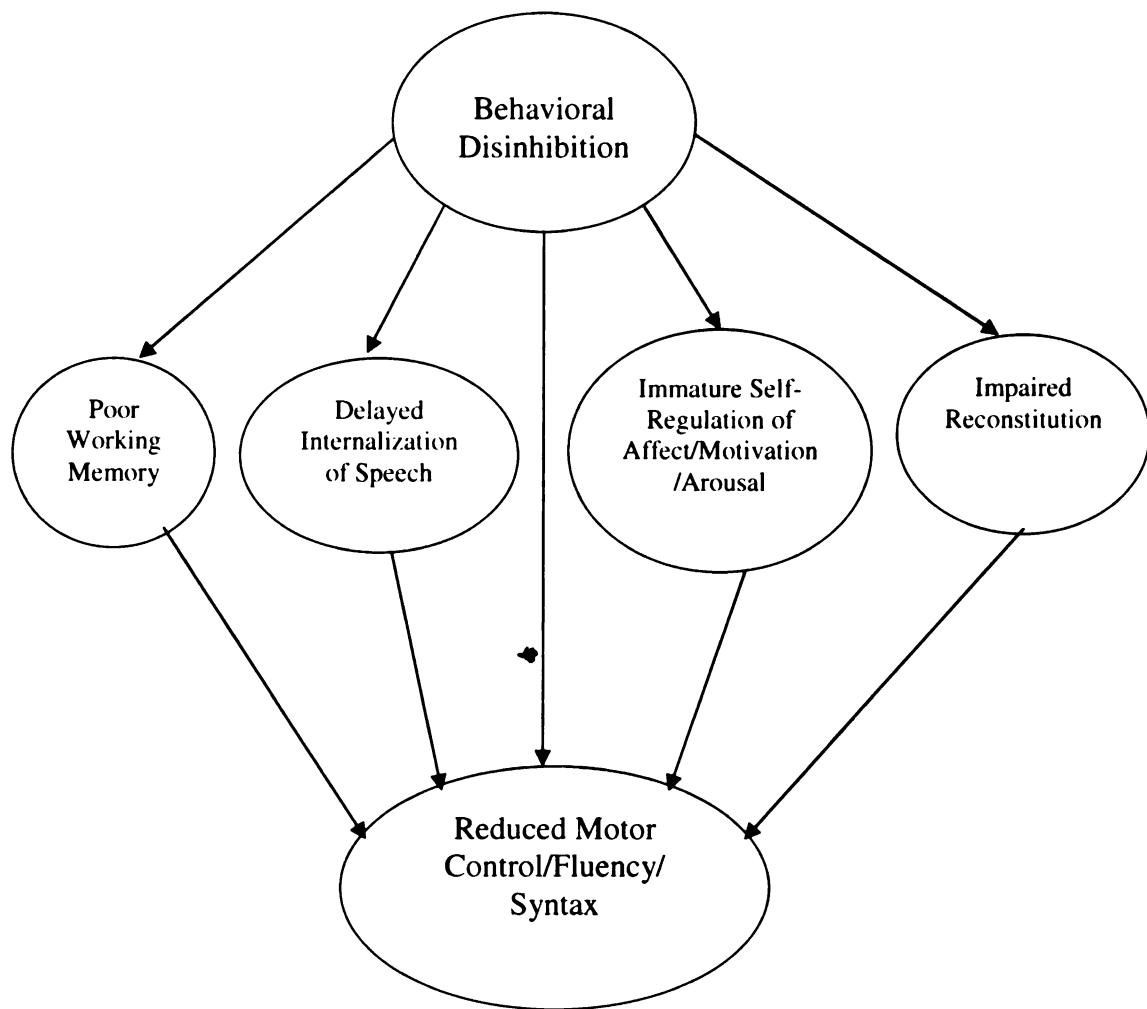 Behavioral
Disinhibition
Poor
Working
Memory
Delayed
Internalization
of Speech
Immature Self-
Regulation of
Affect/Motivation
/Arousal
Impaired
Reconstitution
Reduced Motor
Control/Fluency/
Syntax